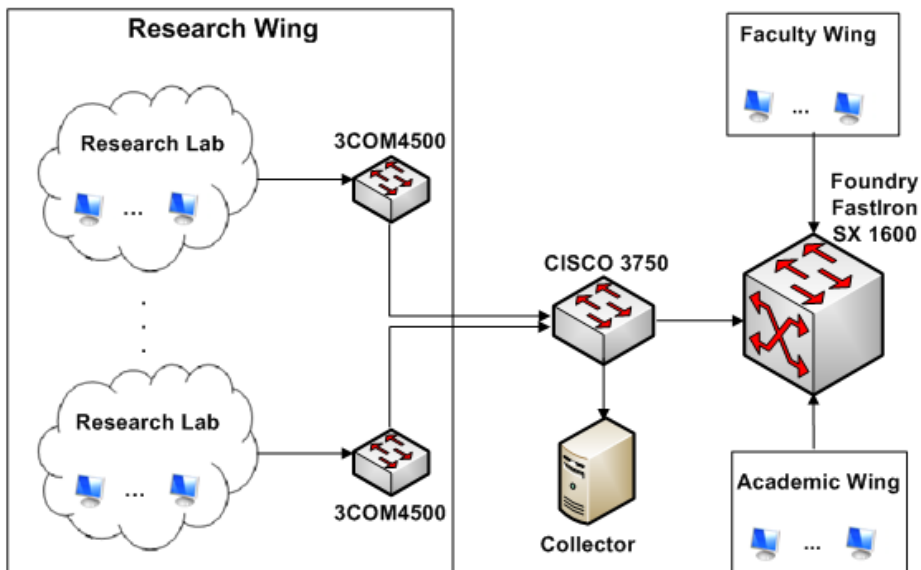 Research Wing
Research Lab
...
3COM4500
.
.
.
Research Lab
...
3COM4500
CISCO 3750
Collector
Faculty Wing
...
Foundry
FastIron
SX 1600
Academic Wing
...